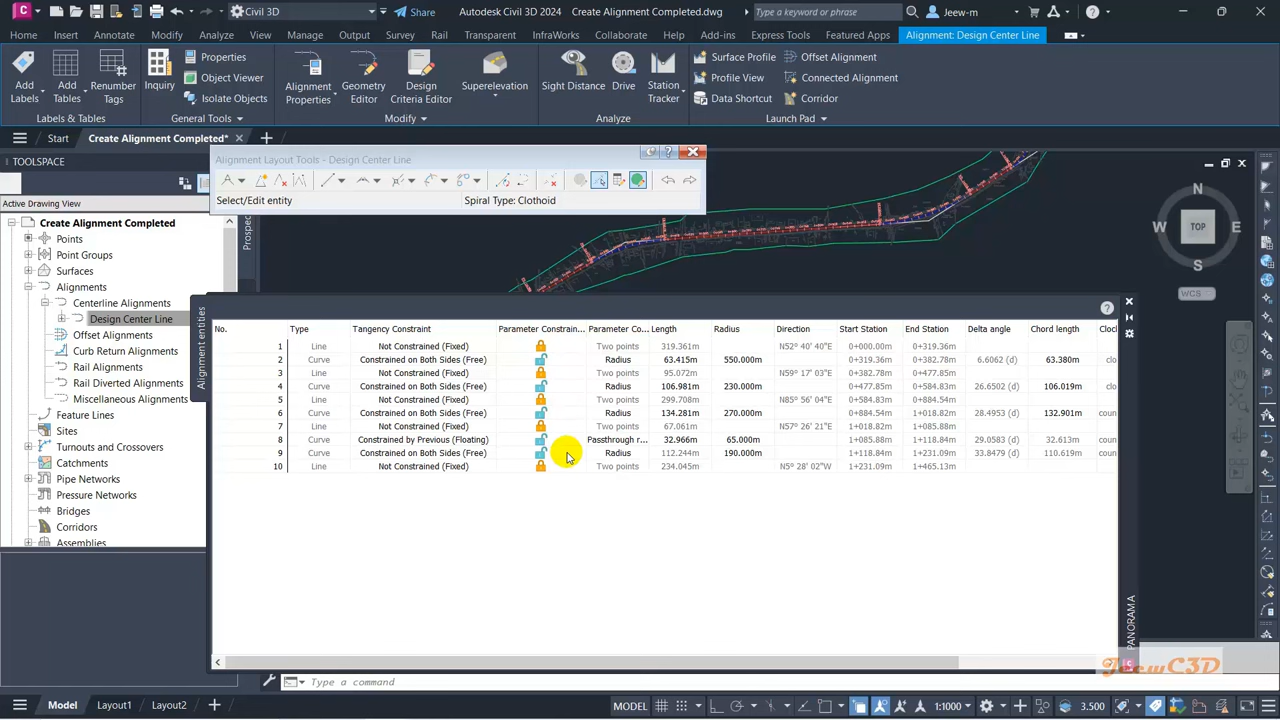 Civil 3D
Share
Autodesk Civil 3D 2024
Create Alignment Completed.dwg
Type a keyword or phrase
Jeew-m
Home Insert Annotate Modify Analyze View Manage Output Survey Rail Transparent InfraWorks Collaborate Help Add-ins Express Tools Featured Apps Alignment: Design Center Line
Add Labels
Add Tables
Renumber Tags
Inquiry
Properties
Object Viewer
Isolate Objects
Alignment Properties
Geometry Editor
Design Criteria Editor
Superelevation
Sight Distance
Drive
Station Tracker
Surface Profile
Profile View
Data Shortcut
Offset Alignment
Connected Alignment
Corridor
Labels & Tables
General Tools
Modify
Analyze
Launch Pad
Start
Create Alignment Completed*
TOOLSPACE
Active Drawing View
Create Alignment Completed
Points
Point Groups
Surfaces
Alignments
Centerline Alignments
Design Center Line
Offset Alignments
Curb Return Alignments
Rail Alignments
Rail Diverted Alignments
Miscellaneous Alignments
Feature Lines
Sites
Turnouts and Crossovers
Catchments
Pipe Networks
Pressure Networks
Bridges
Corridors
Assemblies
Prospec
Alignment Layout Tools - Design Center Line
Select/Edit entity
Spiral Type: Clothoid
N
W TOP E
S
WCS
Alignment entities
No. Type Tangency Constraint Parameter Constrain... Parameter Co... Length Radius Direction Start Station End Station Delta angle Chord length Clocl
1 Line Not Constrained (Fixed) Two points 319.361m N52° 40' 40"E 0+000.00m 0+319.36m
2 Curve Constrained on Both Sides (Free) Radius 63.415m 550.000m 0+319.36m 0+382.78m 6.6062 (d) 63.380m clo
3 Line Not Constrained (Fixed) Two points 95.072m N59° 17' 03"E 0+382.78m 0+477.85m
4 Curve Constrained on Both Sides (Free) Radius 106.981m 230.000m 0+477.85m 0+584.83m 26.6502 (d) 106.019m clo
5 Line Not Constrained (Fixed) Two points 299.708m N85° 56' 04"E 0+584.83m 0+884.54m
6 Curve Constrained on Both Sides (Free) Radius 134.281m 270.000m 0+884.54m 1+018.82m 28.4953 (d) 132.901m coun
7 Line Not Constrained (Fixed) Two points 67.061m N57° 26' 21"E 1+018.82m 1+085.88m
8 Curve Constrained by Previous (Floating) Passthrough r... 32.966m 65.000m 1+085.88m 1+118.84m 29.0583 (d) 32.613m coun
9 Curve Constrained on Both Sides (Free) Radius 112.244m 190.000m 1+118.84m 1+231.09m 33.8479 (d) 110.619m coun
10 Line Not Constrained (Fixed) Two points 234.045m N5° 28' 02"W 1+231.09m 1+465.13m
PANORAMA
JeewC3D
Type a command
Model Layout1 Layout2
MODEL
1:1000
3.500